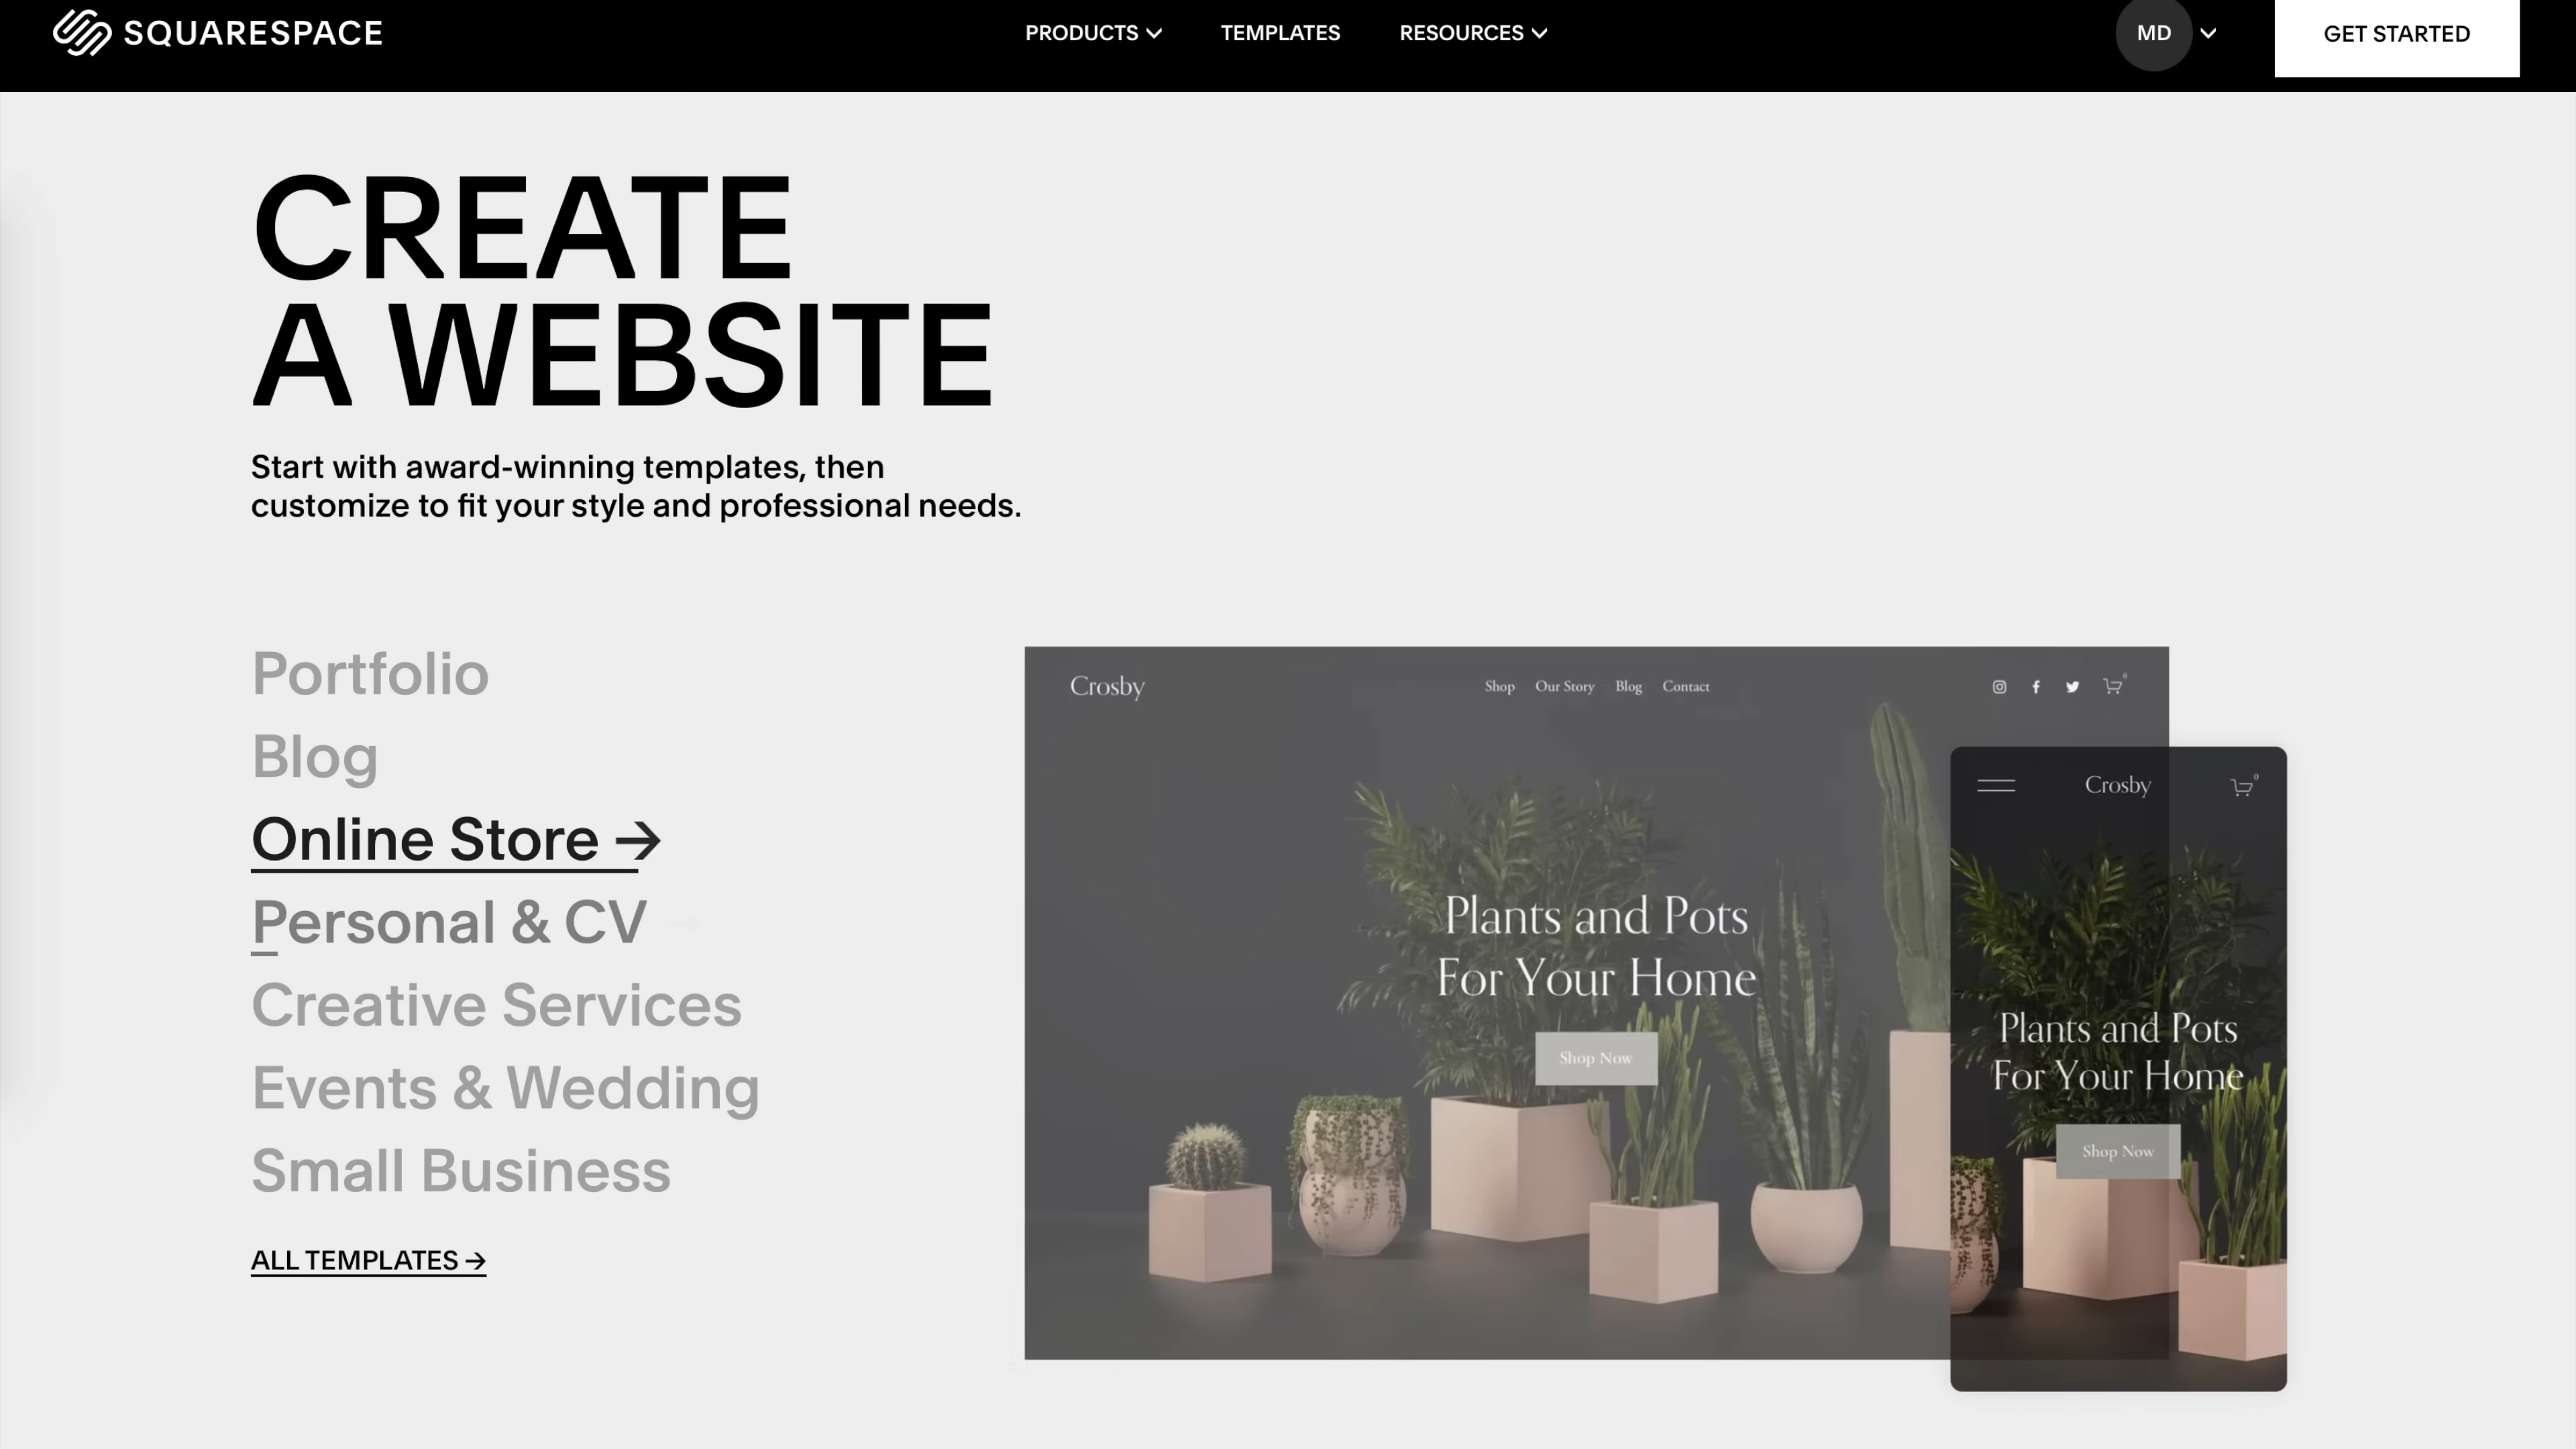 SQUARESPACE
PRODUCTS
TEMPLATES
RESOURCES
MD
GET STARTED
CREATE
A WEBSITE
Start with award-winning templates, then
customize to fit your style and professional needs.
Portfolio
Blog
Online Store →
Personal & CV
Creative Services
Events & Wedding
Small Business
ALL TEMPLATES →
Crosby
Shop
Our Story
Blog
Contact
0
Plants and Pots
For Your Home
Shop Now
Crosby
0
Plants and Pots
For Your Home
Shop Now